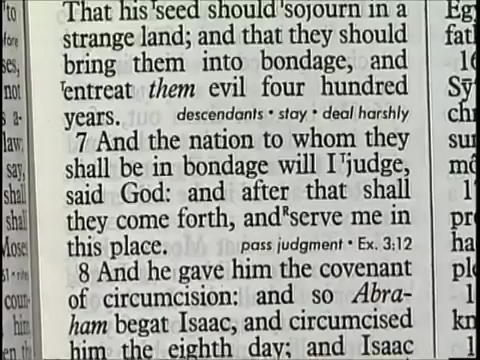 That his seed should sojourn in a
strange land; and that they should
bring them into bondage, and
entreat them evil four hundred
years. descendants • stay • deal harshly
7 And the nation to whom they
shall be in bondage will I judge,
said God: and after that shall
they come forth, and serve me in
this place. pass judgment • Ex. 3:12
8 And he gave him the covenant
of circumcision: and so Abra-
ham begat Isaac, and circumcised
him the eighth day; and Isaac